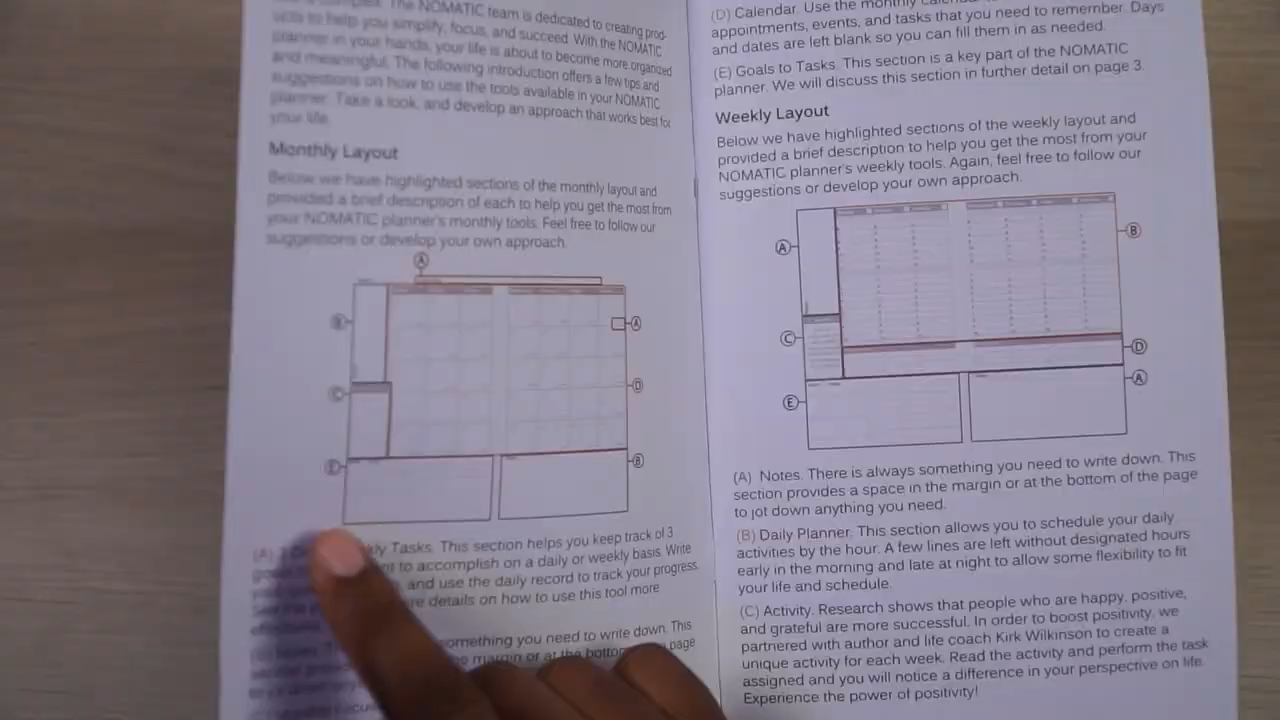 complex. The NOMATIC team is dedicated to creating prod-
ucts to help you simplify, focus, and succeed. With the NOMATIC
planner in your hands, your life is about to become more organized
and meaningful. The following introduction offers a few tips and
suggestions on how to use the tools available in your NOMATIC
planner. Take a look, and develop an approach that works best for
your life.
Monthly Layout
Below we have highlighted sections of the monthly layout and
provided a brief description of each to help you get the most from
your NOMATIC planner's monthly tools. Feel free to follow our
suggestions or develop your own approach.
A
B
A
C
D
E
B
(A) Tasks. This section helps you keep track of 3
to accomplish on a daily or weekly basis. Write
and use the daily record to track your progress.
details on how to use this tool more
something you need to write down. This
margin or at the bottom page
(D) Calendar. Use the monthly
appointments, events, and tasks that you need to remember. Days
and dates are left blank so you can fill them in as needed.
(E) Goals to Tasks. This section is a key part of the NOMATIC
planner. We will discuss this section in further detail on page 3.
Weekly Layout
Below we have highlighted sections of the weekly layout and
provided a brief description to help you get the most from your
NOMATIC planner's weekly tools. Again, feel free to follow our
suggestions or develop your own approach.
A
B
C
D
A
E
(A) Notes. There is always something you need to write down. This
section provides a space in the margin or at the bottom of the page
to jot down anything you need.
(B) Daily Planner. This section allows you to schedule your daily
activities by the hour. A few lines are left without designated hours
early in the morning and late at night to allow some flexibility to fit
your life and schedule.
(C) Activity. Research shows that people who are happy, positive,
and grateful are more successful. In order to boost positivity, we
partnered with author and life coach Kirk Wilkinson to create a
unique activity for each week. Read the activity and perform the task
assigned and you will notice a difference in your perspective on life.
Experience the power of positivity!